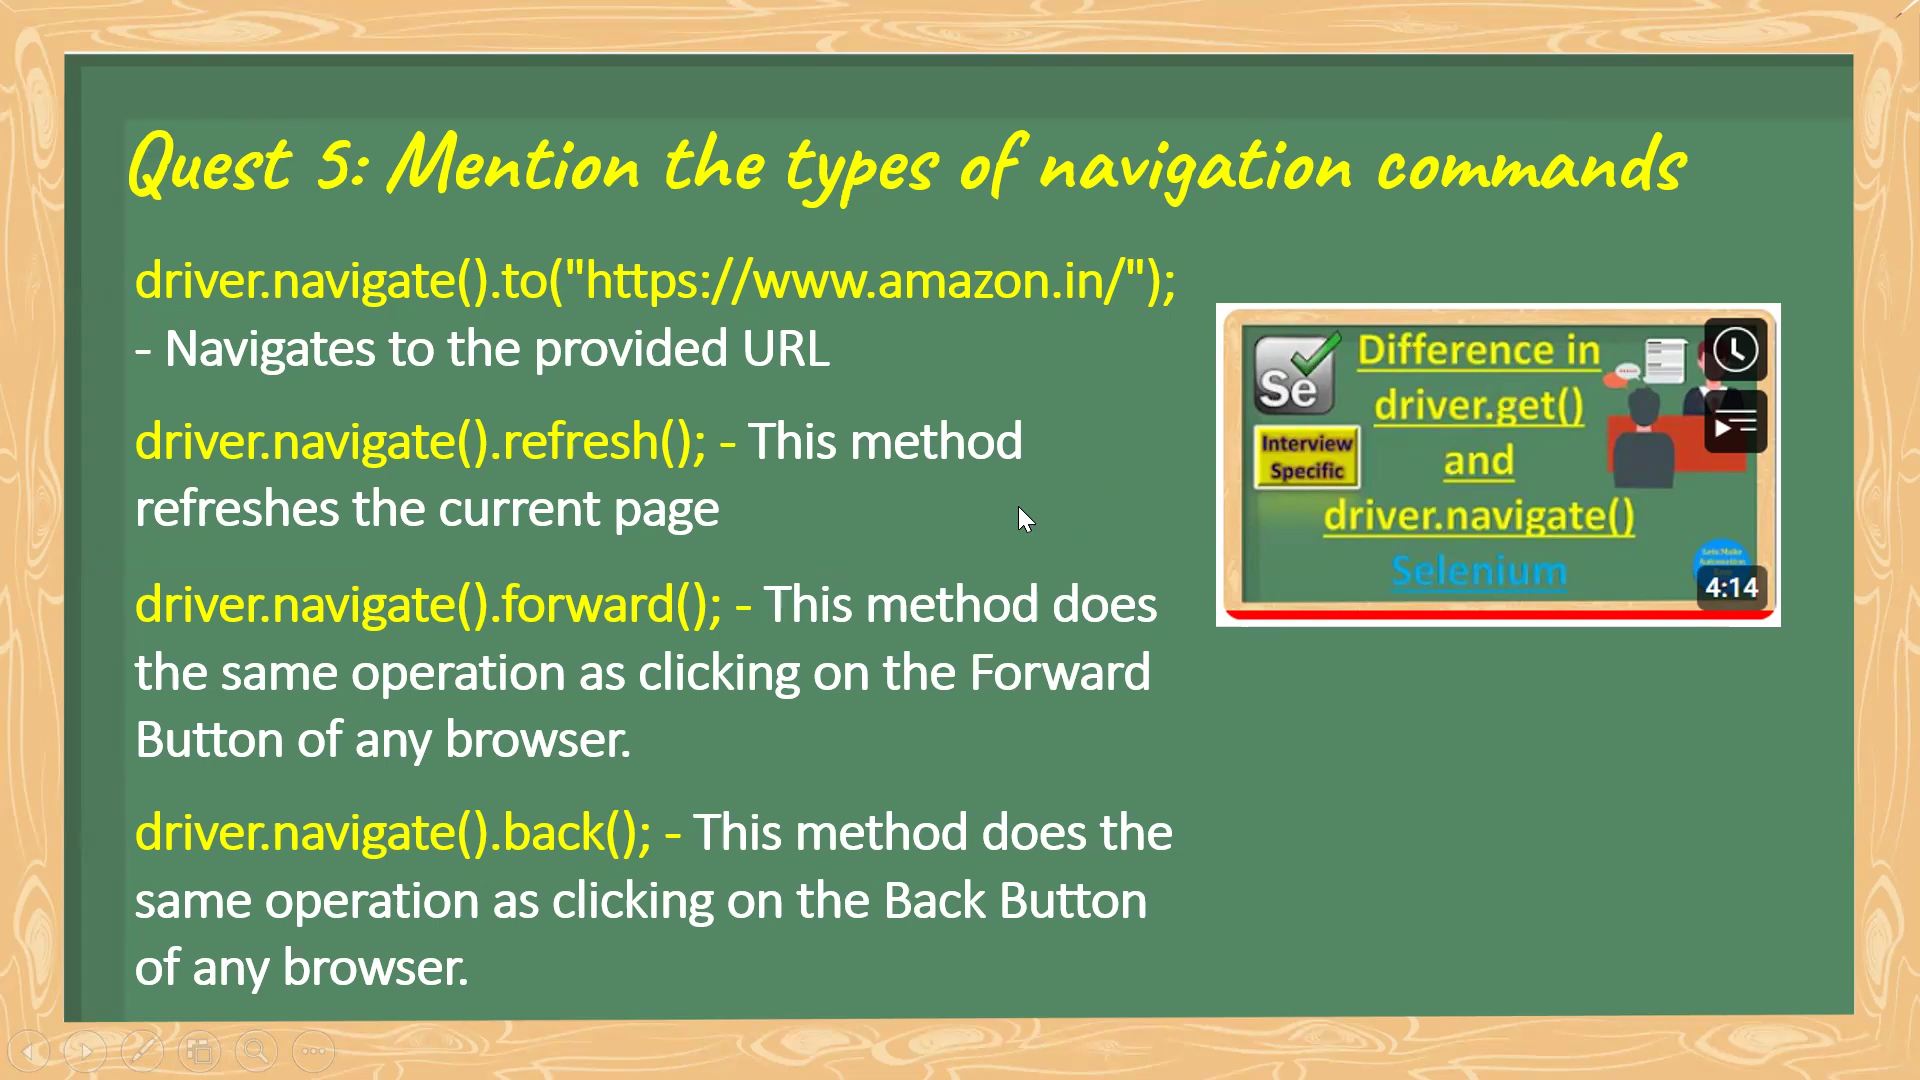 Quest 5: Mention the types of navigation commands
driver.navigate().to("https://www.amazon.in/");
- Navigates to the provided URL
driver.navigate().refresh(); - This method
refreshes the current page
driver.navigate().forward(); - This method does
the same operation as clicking on the Forward
Button of any browser.
driver.navigate().back(); - This method does the
same operation as clicking on the Back Button
of any browser.
Se
Interview
Specific
Difference in
driver.get()
and
driver.navigate()
Selenium
Lets Make
Automation
4:14